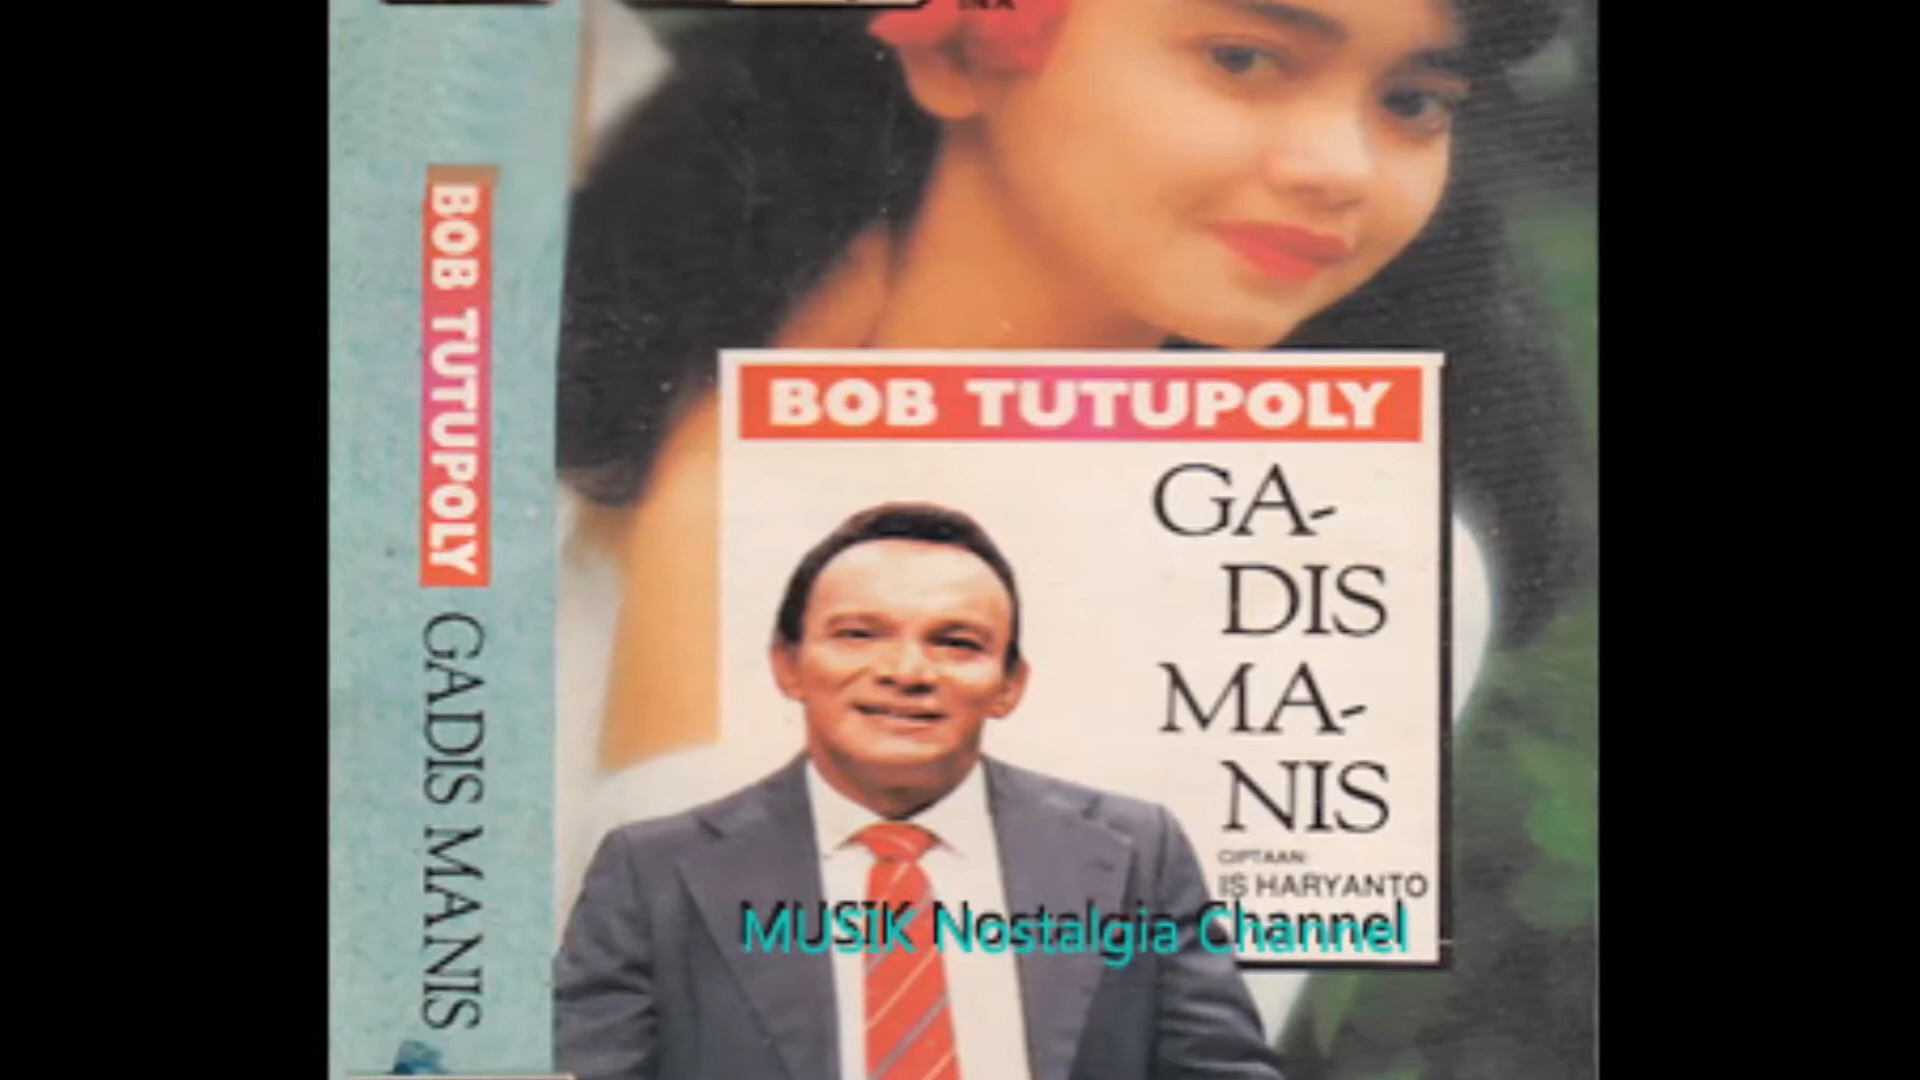 BOB TUTUPOLY GADIS MANIS
BOB TUTUPOLY
GA-
DIS
MA-
NIS
CIPTAAN:
IS HARYANTO
MUSIK Nostalgia Channel